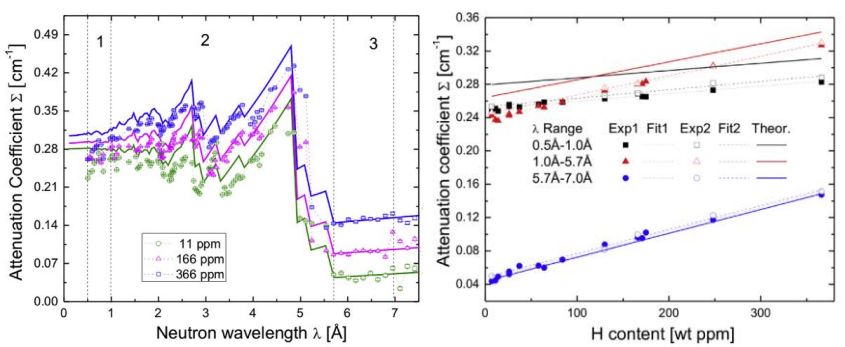 Attenuation Coefficient Σ [cm⁻¹]
0.49
0.42
0.35
0.28
0.21
0.14
0.07
0.00
1
2
3
11 ppm
166 ppm
366 ppm
0 1 2 3 4 5 6 7
Neutron wavelength λ [Å]
Attenuation Coefficient Σ [cm⁻¹]
0.36
0.32
0.28
0.24
0.20
0.16
0.12
0.08
0.04
λ Range Exp1 Fit1 Exp2 Fit2 Theor.
0.5Å-1.0Å
1.0Å-5.7Å
5.7Å-7.0Å
0 100 200 300
H content [wt ppm]